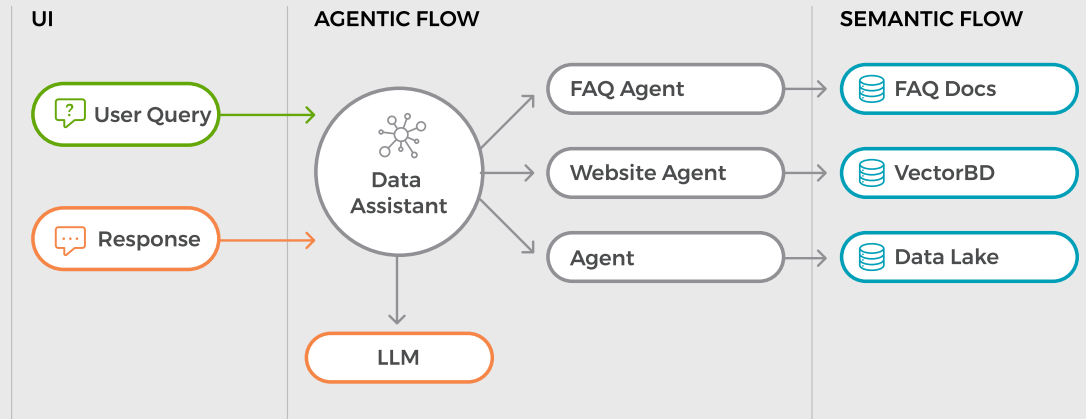 UI
AGENTIC FLOW
SEMANTIC FLOW
User Query
Response
?
Data
Assistant
LLM
FAQ Agent
Website Agent
Agent
FAQ Docs
VectorBD
Data Lake